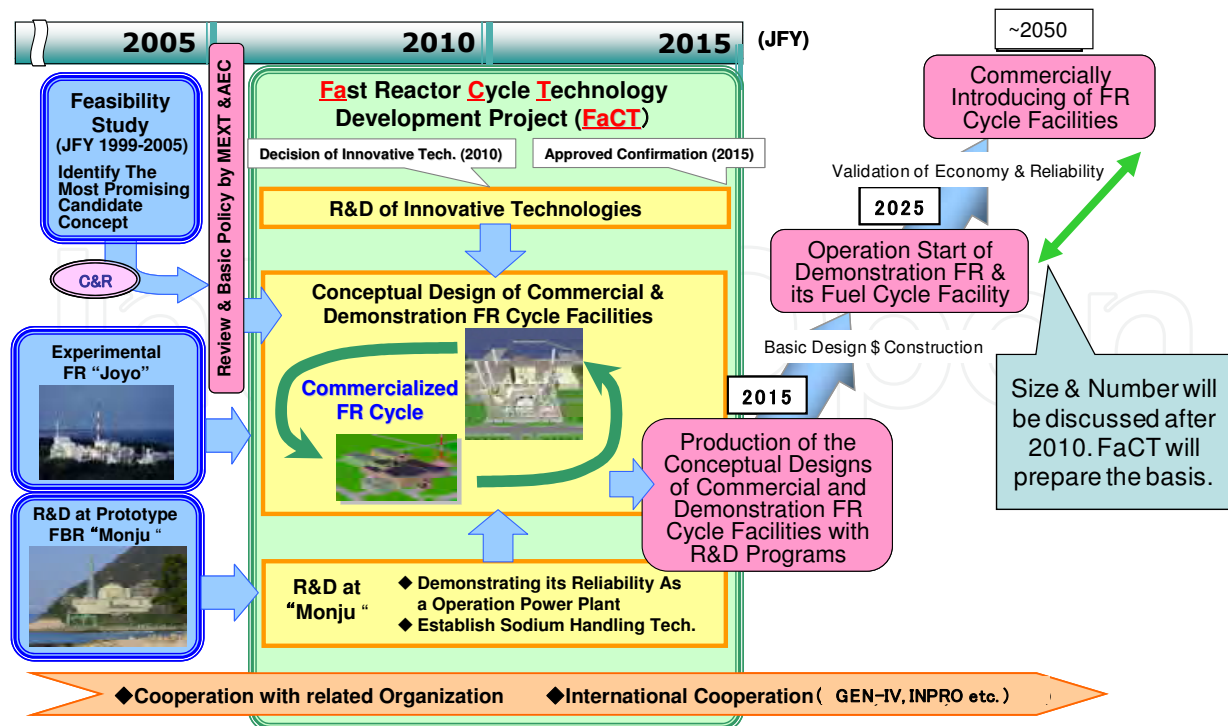 2005
2010
2015
(JFY)
~2050
Feasibility
Study
(JFY 1999-2005)
Identify The
Most Promising
Candidate
Concept
C&R
Review & Basic Policy by MEXT &AEC
Experimental
FR "Joyo"
R&D at Prototype
FBR "Monju "
Fast Reactor Cycle Technology
Development Project (FaCT)
Decision of Innovative Tech. (2010)
Approved Confirmation (2015)
R&D of Innovative Technologies
Conceptual Design of Commercial &
Demonstration FR Cycle Facilities
Commercialized
FR Cycle
R&D at
"Monju "
◆ Demonstrating its Reliability As
a Operation Power Plant
◆ Establish Sodium Handling Tech.
2015
Production of the
Conceptual Designs
of Commercial and
Demonstration FR
Cycle Facilities with
R&D Programs
Basic Design $ Construction
2025
Operation Start of
Demonstration FR &
its Fuel Cycle Facility
Validation of Economy & Reliability
Commercially
Introducing of FR
Cycle Facilities
Size & Number will
be discussed after
2010. FaCT will
prepare the basis.
◆Cooperation with related Organization ◆International Cooperation( GEN-IV, INPRO etc.) )